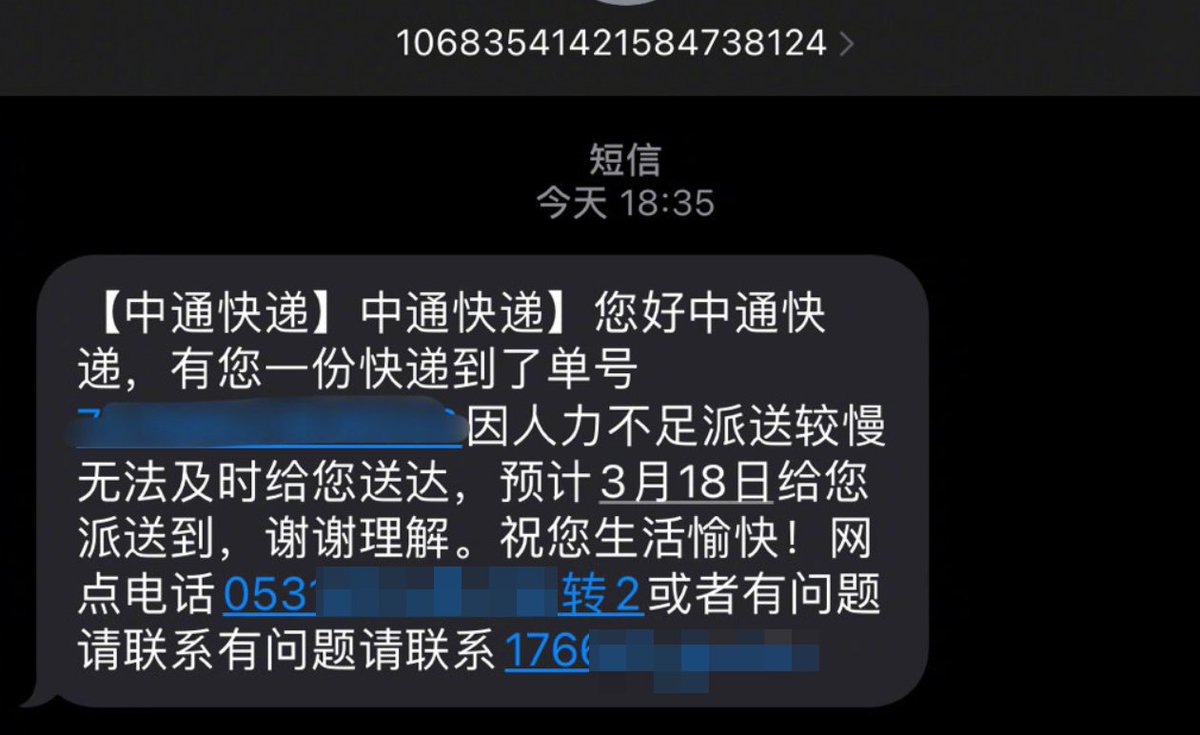 10683541421584738124
短信
今天 18:35
【中通快递】中通快递】您好中通快
递，有您一份快递到了单号
因人力不足派送较慢
无法及时给您送达，预计3月18日给您
派送到，谢谢理解。祝您生活愉快！网
点电话0531 转2或者有问题
请联系有问题请联系1766